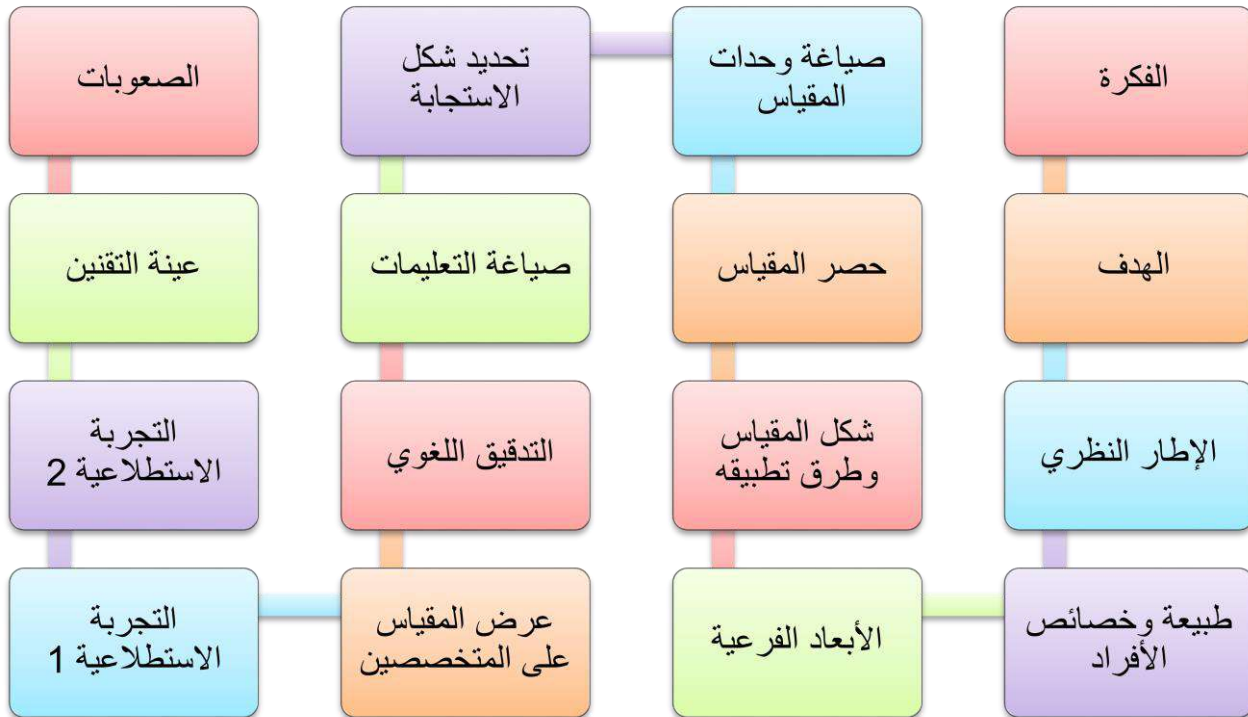 الفكرة
الهدف
الإطار النظري
طبيعة وخصائص
الأفراد
الأبعاد الفرعية
شكل المقياس
وطرق تطبيقه
حصر المقياس
صياغة وحدات
المقياس
تحديد شكل
الاستجابة
صياغة التعليمات
التدقيق اللغوي
عرض المقياس
على المتخصصين
التجربة
الاستطلاعية 1
التجربة
الاستطلاعية 2
عينة التقنين
الصعوبات